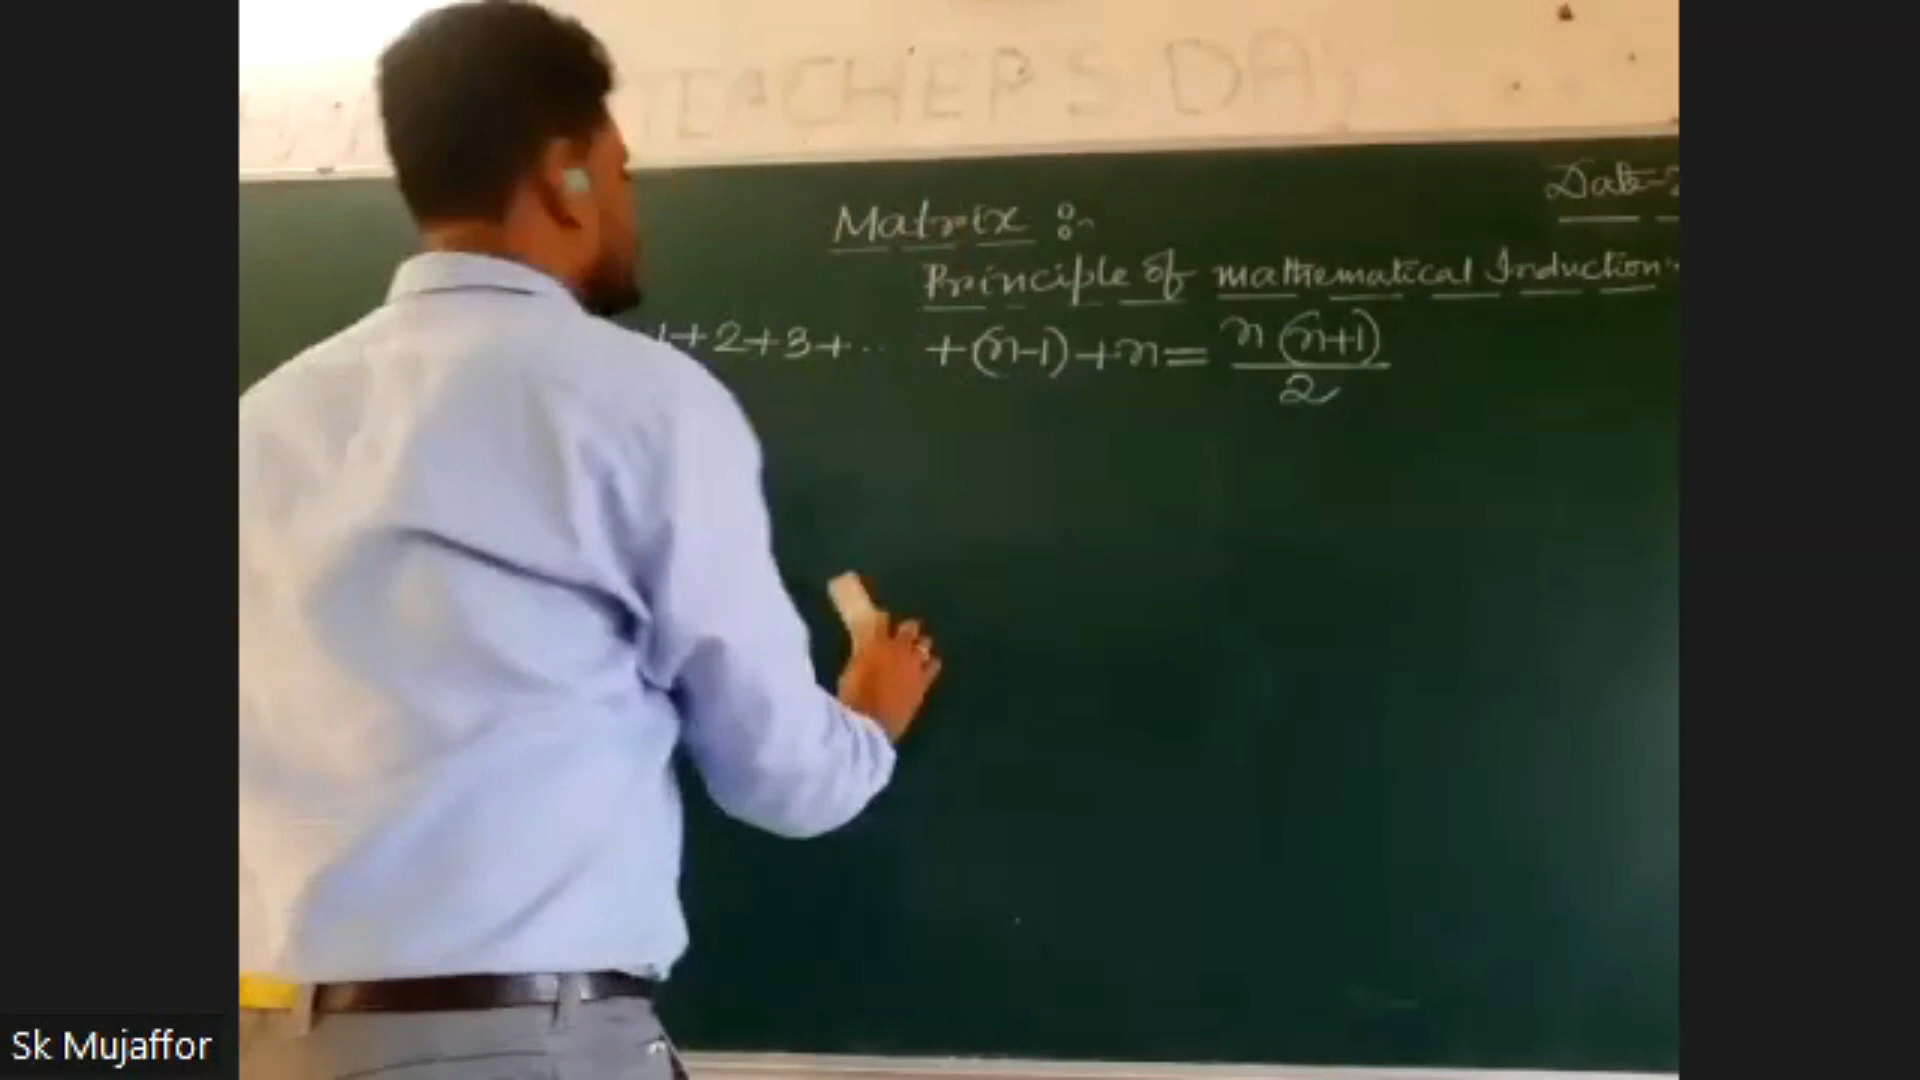 TEACHER'S DAY
Date-
Matrix :-
Principle of mathematical Induction:-
1+2+3+... +(n-1)+n= n(n+1)/2
Sk Mujaffor